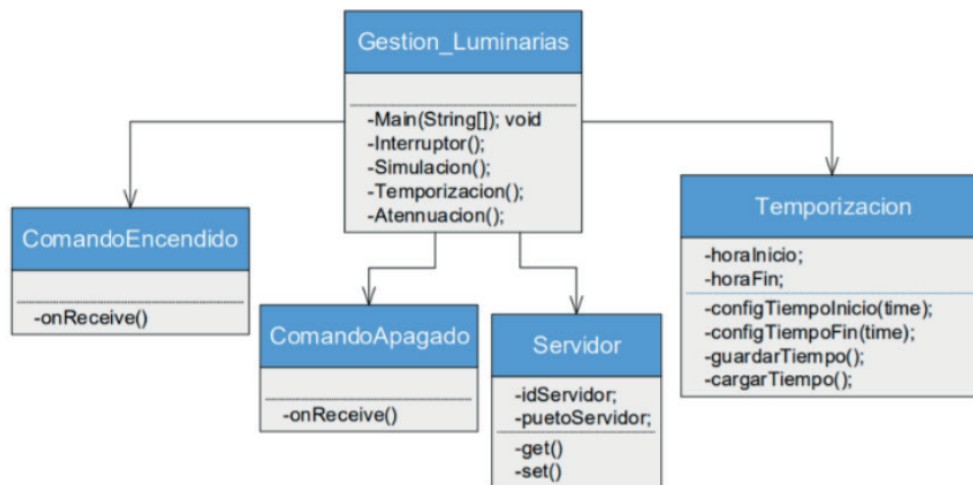 Gestion_Luminarias
-Main(String[]); void
-Interruptor();
-Simulacion();
-Temporizacion();
-Atennuacion();
ComandoEncendido
-onReceive()
ComandoApagado
-onReceive()
Servidor
-idServidor;
-puetoServidor;
-get()
-set()
Temporizacion
-horaInicio;
-horaFin;
-configTiempoInicio(time);
-configTiempoFin(time);
-guardarTiempo();
-cargarTiempo();